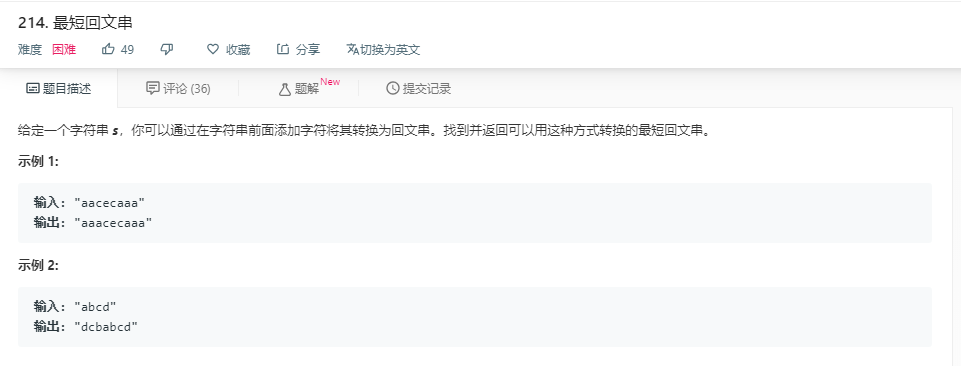 214. 最短回文串
难度 困难 49 收藏 分享 切换为英文
题目描述 评论 (36) 题解 New 提交记录
给定一个字符串 s，你可以通过在字符串前面添加字符将其转换为回文串。找到并返回可以用这种方式转换的最短回文串。
示例 1:
输入: "aacecaaa"
输出: "aaacecaaa"
示例 2:
输入: "abcd"
输出: "dcbabcd"